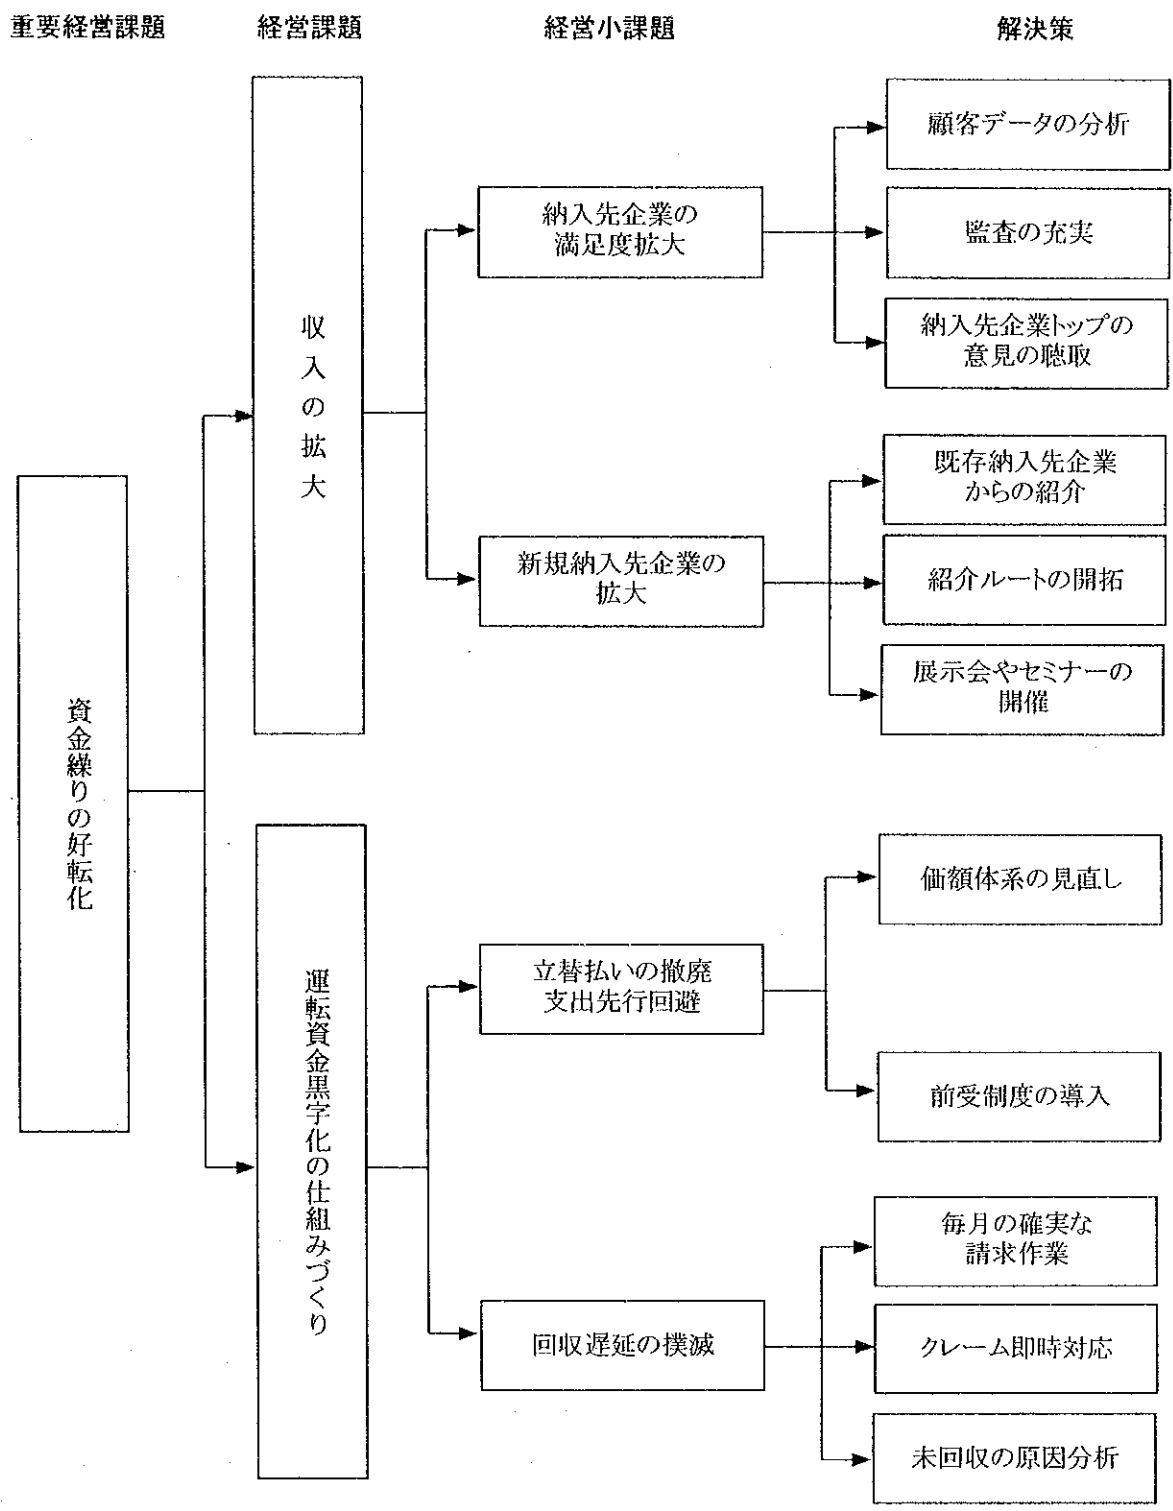 重要経営課題
経営課題
経営小課題
解決策
資金繰りの好転化
収入の拡大
納入先企業の
満足度拡大
顧客データの分析
監査の充実
納入先企業トップの
意見の聴取
新規納入先企業の
拡大
既存納入先企業
からの紹介
紹介ルートの開拓
展示会やセミナーの
開催
運転資金黒字化の仕組みづくり
立替払いの撤廃
支出先行回避
価額体系の見直し
前受制度の導入
回収遅延の撲滅
毎月の確実な
請求作業
クレーム即時対応
未回収の原因分析